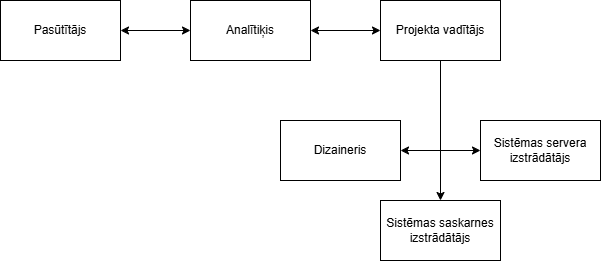 Pasūtītājs
Analītiķis
Projekta vadītājs
Dizaineris
Sistēmas servera
izstrādātājs
Sistēmas saskarnes
izstrādātājs